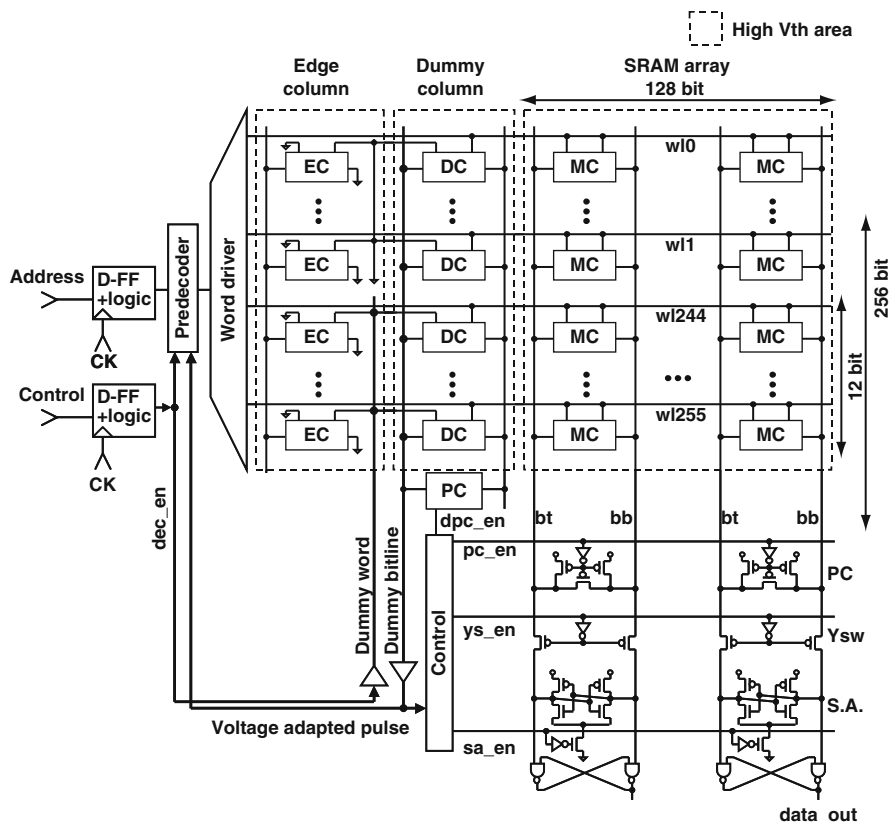 High Vth area
Edge column
Dummy column
SRAM array
128 bit
wl0
EC
DC
MC
MC
wl1
EC
DC
MC
MC
256 bit
Address
D-FF
+logic
CK
Predecoder
Word driver
wl244
EC
DC
MC
MC
12 bit
Control
D-FF
+logic
CK
wl255
EC
DC
MC
MC
PC
dpc_en
bt
bb
bt
bb
dec_en
Dummy word
Dummy bitline
Control
pc_en
PC
ys_en
Ysw
S.A.
Voltage adapted pulse
sa_en
data out